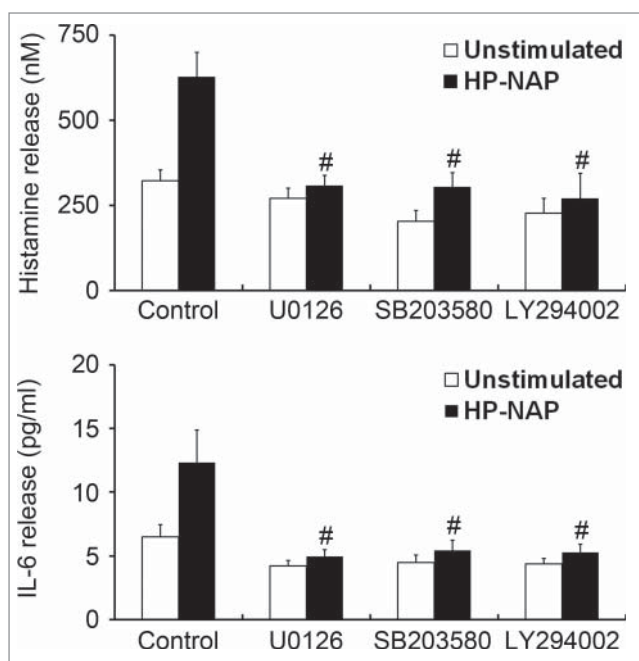 Histamine release (nM)
750
500
250
0
Unstimulated
HP-NAP
#
#
#
Control U0126 SB203580 LY294002
IL-6 release (pg/ml)
20
15
10
5
0
Unstimulated
HP-NAP
#
#
#
Control U0126 SB203580 LY294002